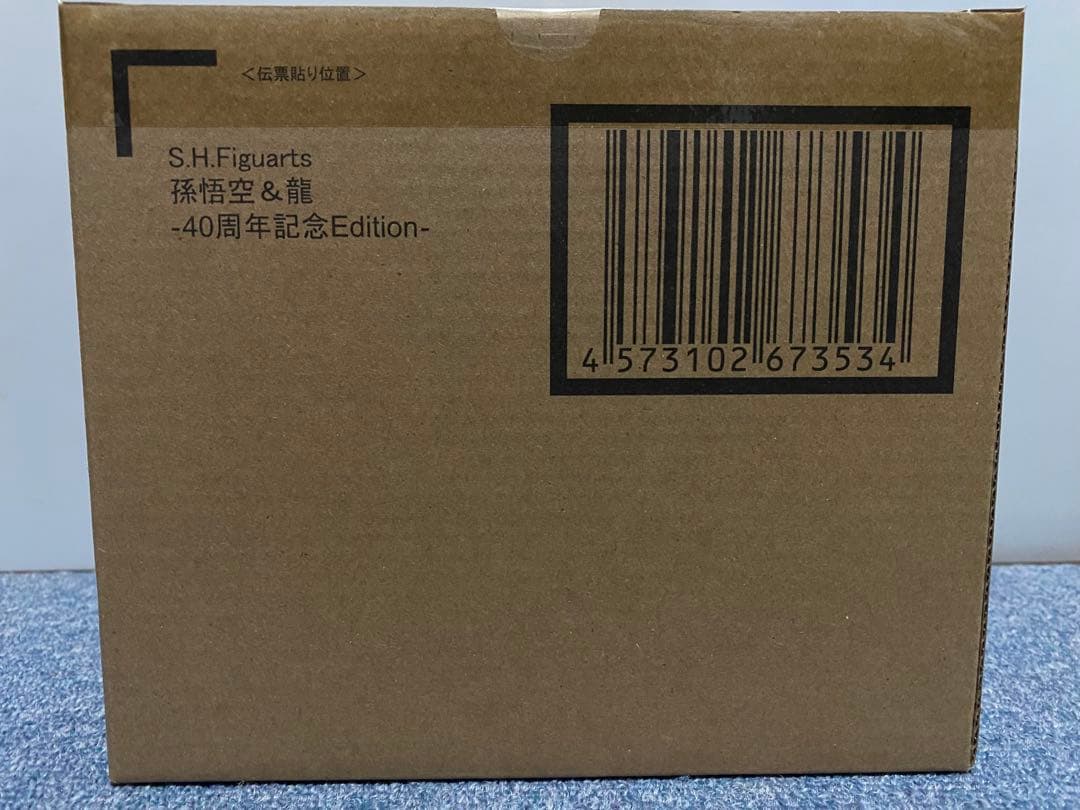 ＜伝票貼り位置＞
S.H.Figuarts
孫悟空＆龍
-40周年記念Edition-
4 573102 673534